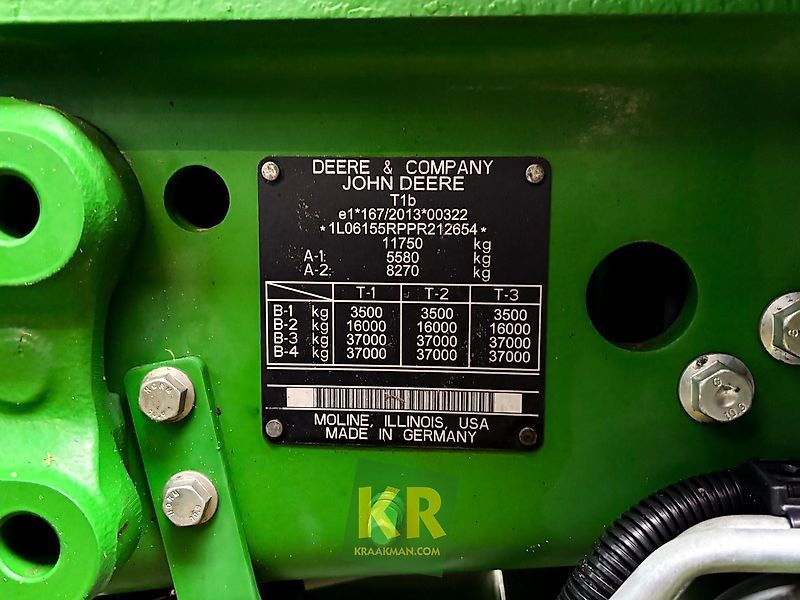 DEERE & COMPANY
JOHN DEERE
T1b
e1*167/2013*00322
*1L06155RPPR212654*
11750 kg
A-1: 5580 kg
A-2: 8270 kg
T-1 T-2 T-3
B-1 kg 3500 3500 3500
B-2 kg 16000 16000 16000
B-3 kg 37000 37000 37000
B-4 kg 37000 37000 37000
MOLINE, ILLINOIS, USA
MADE IN GERMANY
KR
KRAAKMAN.COM